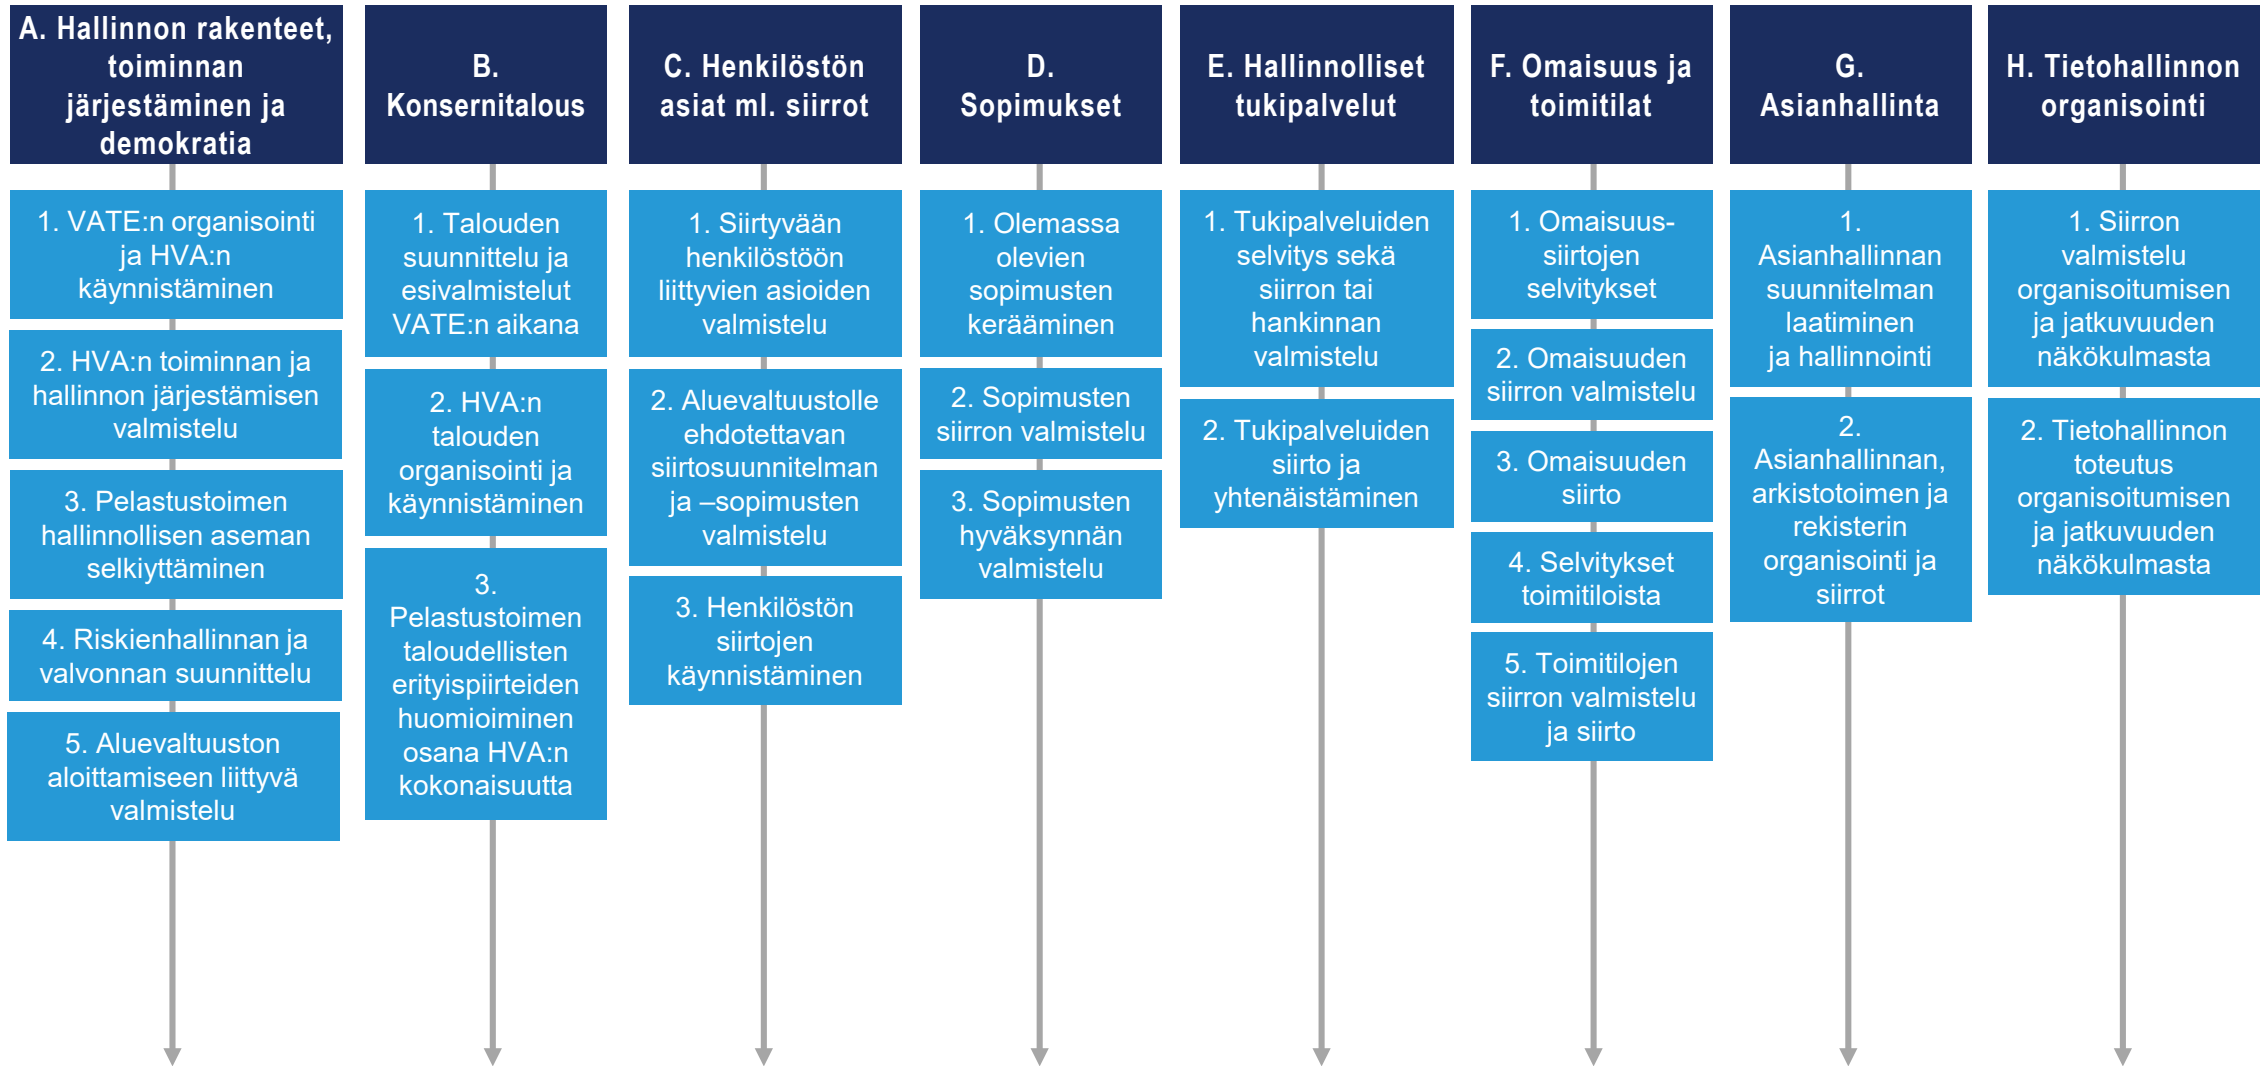 A. Hallinnon rakenteet,
toiminnan
järjestäminen ja
demokratia
1. VATE:n organisointi
ja HVA:n
käynnistäminen
2. HVA:n toiminnan ja
hallinnon järjestämisen
valmistelu
3. Pelastustoimen
hallinnollisen aseman
selkiyttäminen
4. Riskienhallinnan ja
valvonnan suunnittelu
5. Aluevaltuuston
aloittamiseen liittyvä
valmistelu
B.
Konsernitalous
1. Talouden
suunnittelu ja
esivalmistelut
VATE:n aikana
2. HVA:n
talouden
organisointi ja
käynnistäminen
3.
Pelastustoimen
taloudellisten
erityispiirteiden
huomioiminen
osana HVA:n
kokonaisuutta
C. Henkilöstön
asiat ml. siirrot
1. Siirtyvään
henkilöstöön
liittyvien asioiden
valmistelu
2. Aluevaltuustolle
ehdotettavan
siirtosuunnitelman
ja –sopimusten
valmistelu
3. Henkilöstön
siirtojen
käynnistäminen
D.
Sopimukset
1. Olemassa
olevien
sopimusten
kerääminen
2. Sopimusten
siirron valmistelu
3. Sopimusten
hyväksynnän
valmistelu
E. Hallinnolliset
tukipalvelut
1. Tukipalveluiden
selvitys sekä
siirron tai
hankinnan
valmistelu
2. Tukipalveluiden
siirto ja
yhtenäistäminen
F. Omaisuus ja
toimitilat
1. Omaisuus-
siirtojen
selvitykset
2. Omaisuuden
siirron valmistelu
3. Omaisuuden
siirto
4. Selvitykset
toimitiloista
5. Toimitilojen
siirron valmistelu
ja siirto
G.
Asianhallinta
1.
Asianhallinnan
suunnitelman
laatiminen
ja hallinnointi
2.
Asianhallinnan,
arkistotoimen ja
rekisterin
organisointi ja
siirrot
H. Tietohallinnon
organisointi
1. Siirron
valmistelu
organisoitumisen
ja jatkuvuuden
näkökulmasta
2. Tietohallinnon
toteutus
organisoitumisen
ja jatkuvuuden
näkökulmasta